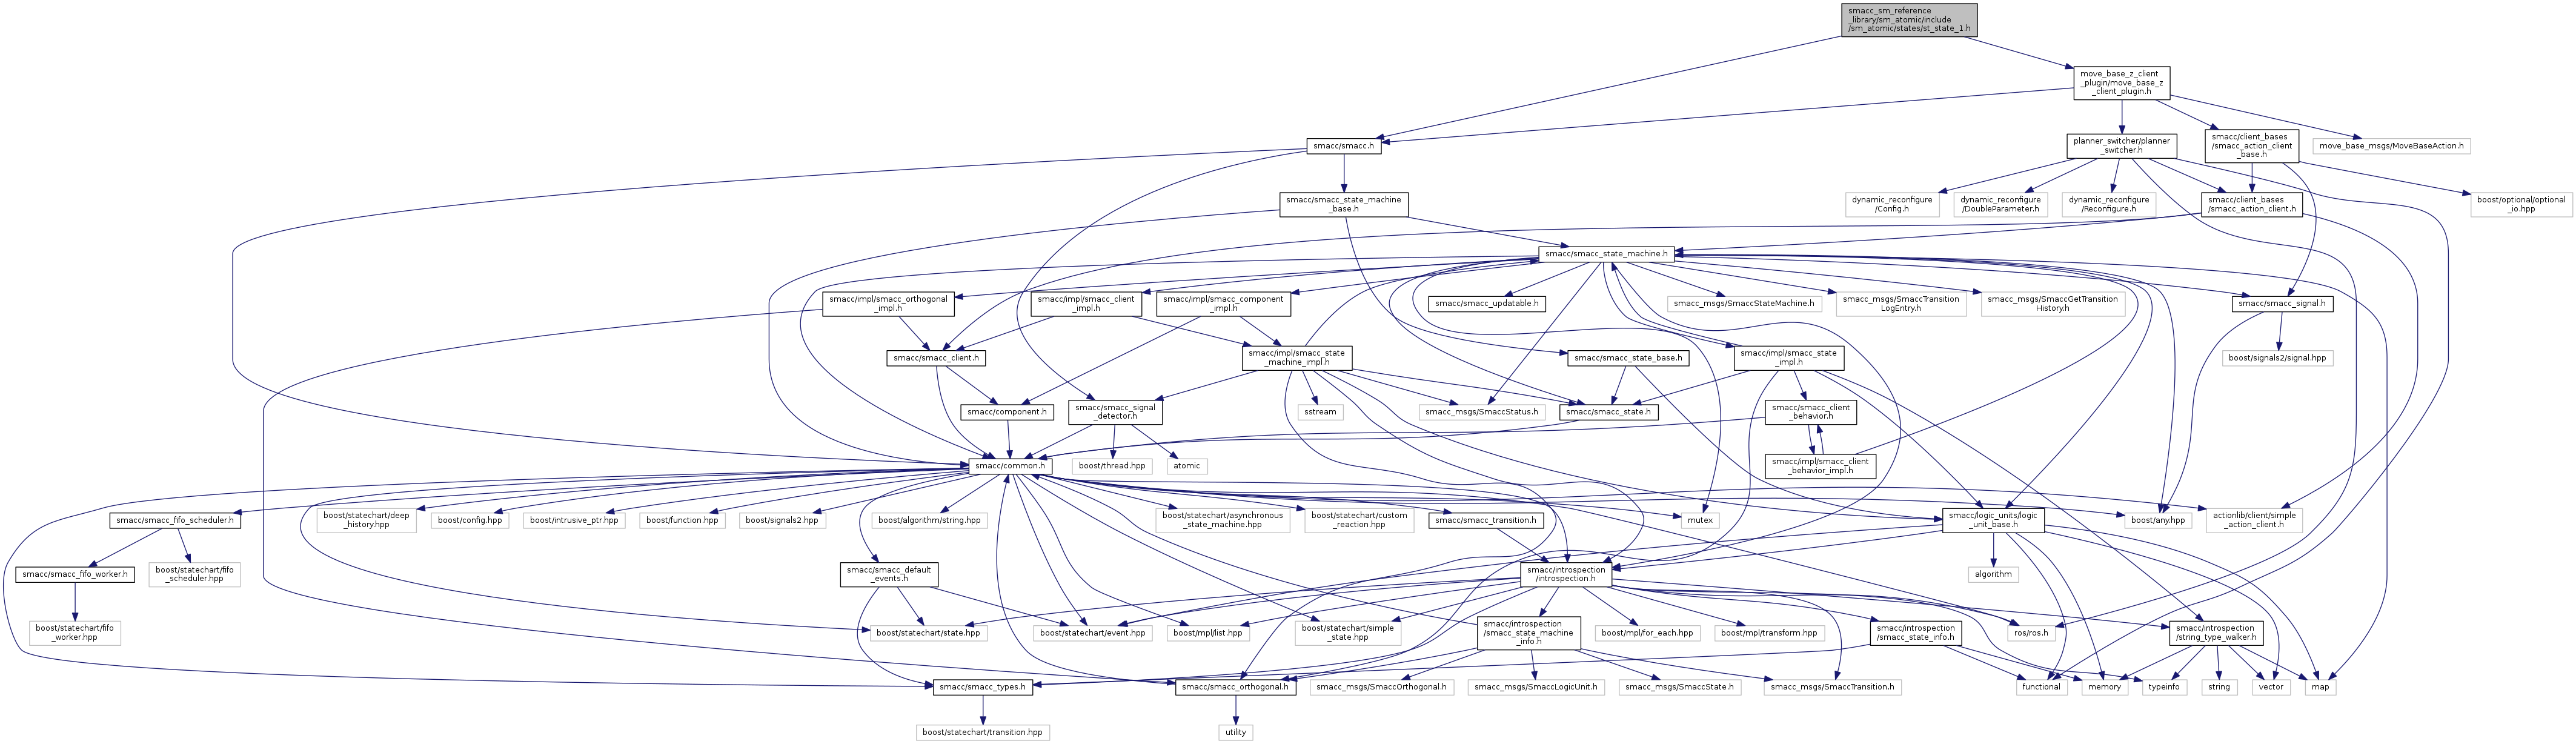 smacc_sm_reference
_library/sm_atomic/include
/sm_atomic/states/st_state_1.h
move_base_z_client
_plugin/move_base_z
_client_plugin.h
smacc/smacc.h
planner_switcher/planner
_switcher.h
smacc/client_bases
/smacc_action_client
_base.h
move_base_msgs/MoveBaseAction.h
smacc/smacc_state_machine
_base.h
dynamic_reconfigure
/Config.h
dynamic_reconfigure
/DoubleParameter.h
dynamic_reconfigure
/Reconfigure.h
smacc/client_bases
/smacc_action_client.h
boost/optional/optional
_io.hpp
smacc/smacc_state_machine.h
smacc/impl/smacc_orthogonal
_impl.h
smacc/impl/smacc_client
_impl.h
smacc/impl/smacc_component
_impl.h
smacc/smacc_updatable.h
smacc_msgs/SmaccStateMachine.h
smacc_msgs/SmaccTransition
LogEntry.h
smacc_msgs/SmaccGetTransition
History.h
smacc/smacc_signal.h
smacc/smacc_client.h
smacc/impl/smacc_state
_machine_impl.h
smacc/smacc_state_base.h
smacc/impl/smacc_state
_impl.h
boost/signals2/signal.hpp
smacc/component.h
smacc/smacc_signal
_detector.h
sstream
smacc_msgs/SmaccStatus.h
smacc/smacc_state.h
smacc/smacc_client
_behavior.h
smacc/common.h
boost/thread.hpp
atomic
smacc/impl/smacc_client
_behavior_impl.h
smacc/smacc_fifo_scheduler.h
boost/statechart/deep
_history.hpp
boost/config.hpp
boost/intrusive_ptr.hpp
boost/function.hpp
boost/signals2.hpp
boost/algorithm/string.hpp
boost/statechart/asynchronous
_state_machine.hpp
boost/statechart/custom
_reaction.hpp
smacc/smacc_transition.h
mutex
smacc/logic_units/logic
_unit_base.h
boost/any.hpp
actionlib/client/simple
_action_client.h
smacc/smacc_fifo_worker.h
boost/statechart/fifo
_scheduler.hpp
smacc/smacc_default
_events.h
smacc/introspection
/introspection.h
algorithm
boost/statechart/fifo
_worker.hpp
boost/statechart/state.hpp
boost/statechart/event.hpp
boost/mpl/list.hpp
boost/statechart/simple
_state.hpp
smacc/introspection
/smacc_state_machine
_info.h
boost/mpl/for_each.hpp
boost/mpl/transform.hpp
smacc/introspection
/smacc_state_info.h
ros/ros.h
smacc/introspection
/string_type_walker.h
smacc/smacc_types.h
smacc/smacc_orthogonal.h
smacc_msgs/SmaccOrthogonal.h
smacc_msgs/SmaccLogicUnit.h
smacc_msgs/SmaccState.h
smacc_msgs/SmaccTransition.h
functional
memory
typeinfo
string
vector
map
boost/statechart/transition.hpp
utility